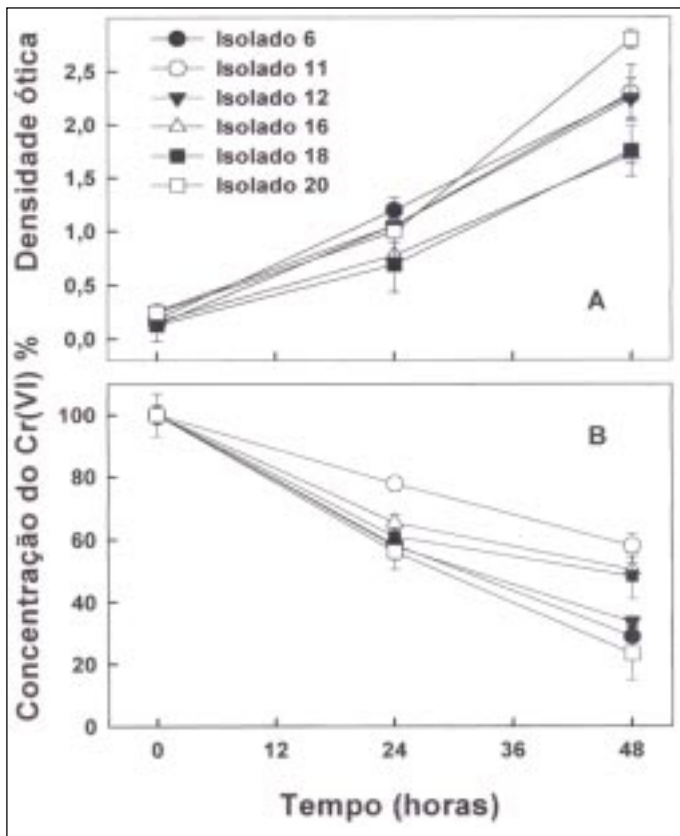 Densidade ótica
2,5
2,0
1,5
1,0
0,5
0,0
Isolado 6
Isolado 11
Isolado 12
Isolado 16
Isolado 18
Isolado 20
A
Concentração do Cr(VI) %
100
80
60
40
20
0
B
0 12 24 36 48
Tempo (horas)